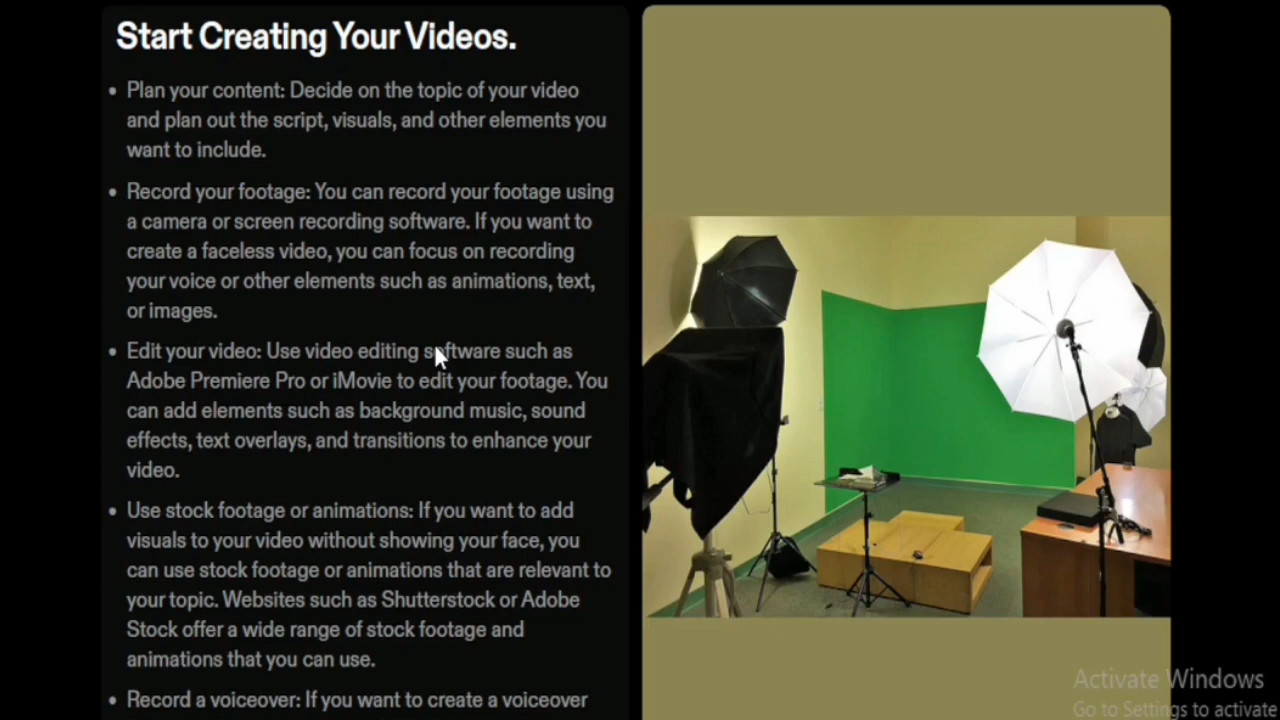 Start Creating Your Videos.
• Plan your content: Decide on the topic of your video
and plan out the script, visuals, and other elements you
want to include.
• Record your footage: You can record your footage using
a camera or screen recording software. If you want to
create a faceless video, you can focus on recording
your voice or other elements such as animations, text,
or images.
• Edit your video: Use video editing software such as
Adobe Premiere Pro or iMovie to edit your footage. You
can add elements such as background music, sound
effects, text overlays, and transitions to enhance your
video.
• Use stock footage or animations: If you want to add
visuals to your video without showing your face, you
can use stock footage or animations that are relevant to
your topic. Websites such as Shutterstock or Adobe
Stock offer a wide range of stock footage and
animations that you can use.
• Record a voiceover: If you want to create a voiceover
Activate Windows
Go to Settings to activate